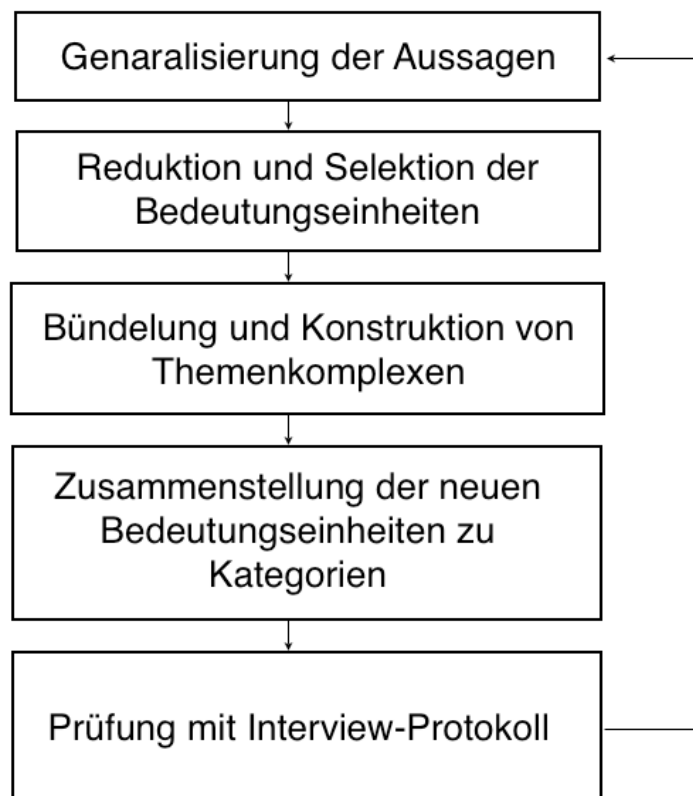 Genaralisierung der Aussagen
Reduktion und Selektion der
Bedeutungseinheiten
Bündelung und Konstruktion von
Themenkomplexen
Zusammenstellung der neuen
Bedeutungseinheiten zu
Kategorien
Prüfung mit Interview-Protokoll